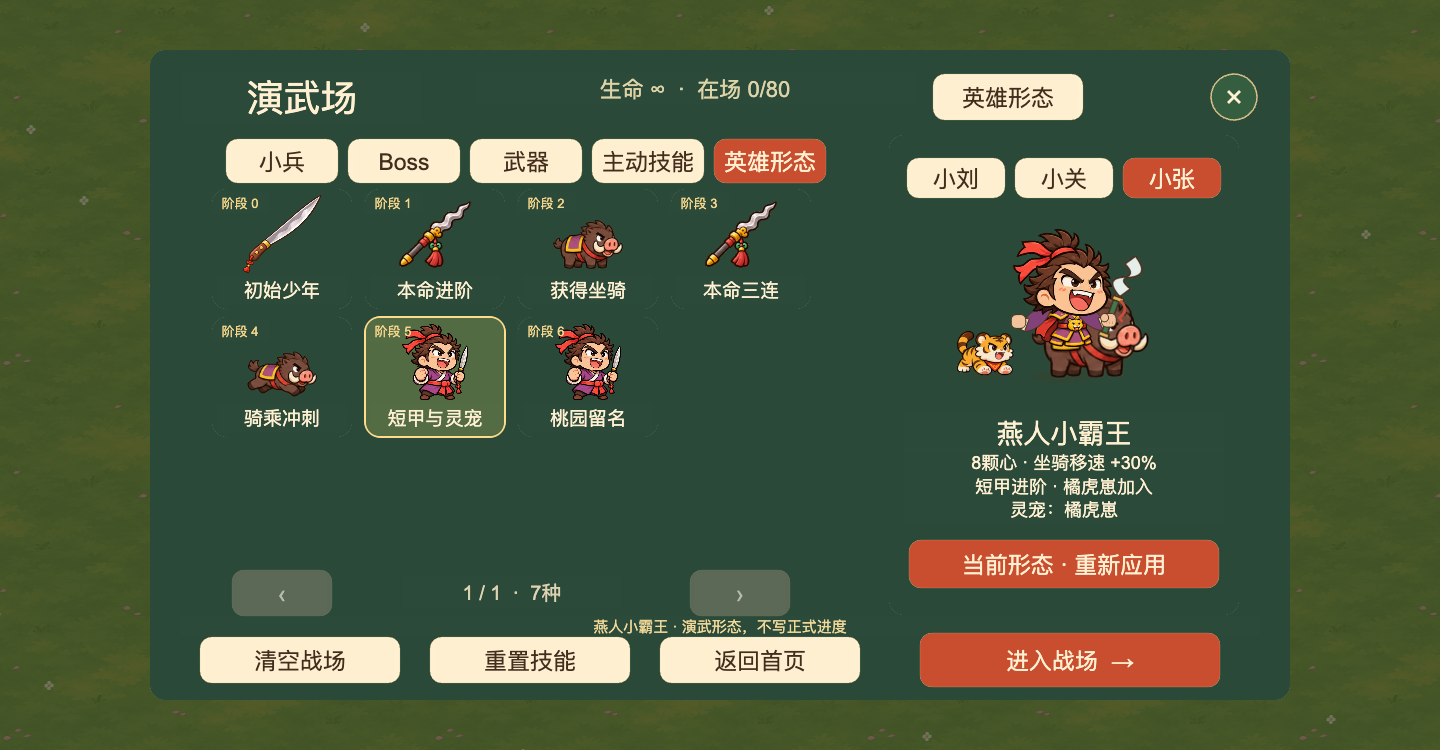 演武场
生命 ∞ · 在场 0/80
英雄形态
×
小兵
Boss
武器
主动技能
英雄形态
小刘
小关
小张
阶段 0
初始少年
阶段 1
本命进阶
阶段 2
获得坐骑
阶段 3
本命三连
阶段 4
骑乘冲刺
阶段 5
短甲与灵宠
阶段 6
桃园留名
燕人小霸王
8颗心 · 坐骑移速 +30%
短甲进阶 · 橘虎崽加入
灵宠：橘虎崽
当前形态 · 重新应用
‹
1 / 1 · 7种
›
燕人小霸王 · 演武形态，不写正式进度
清空战场
重置技能
返回首页
进入战场 →